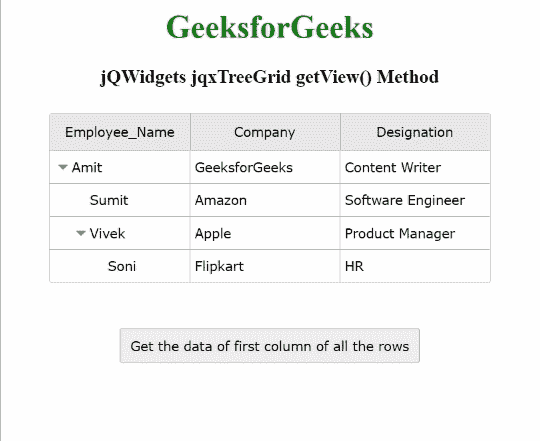 GeeksforGeeks
jQWidgets jqxTreeGrid getView() Method
Employee_Name Company Designation
Amit GeeksforGeeks Content Writer
Sumit Amazon Software Engineer
Vivek Apple Product Manager
Soni Flipkart HR
Get the data of first column of all the rows